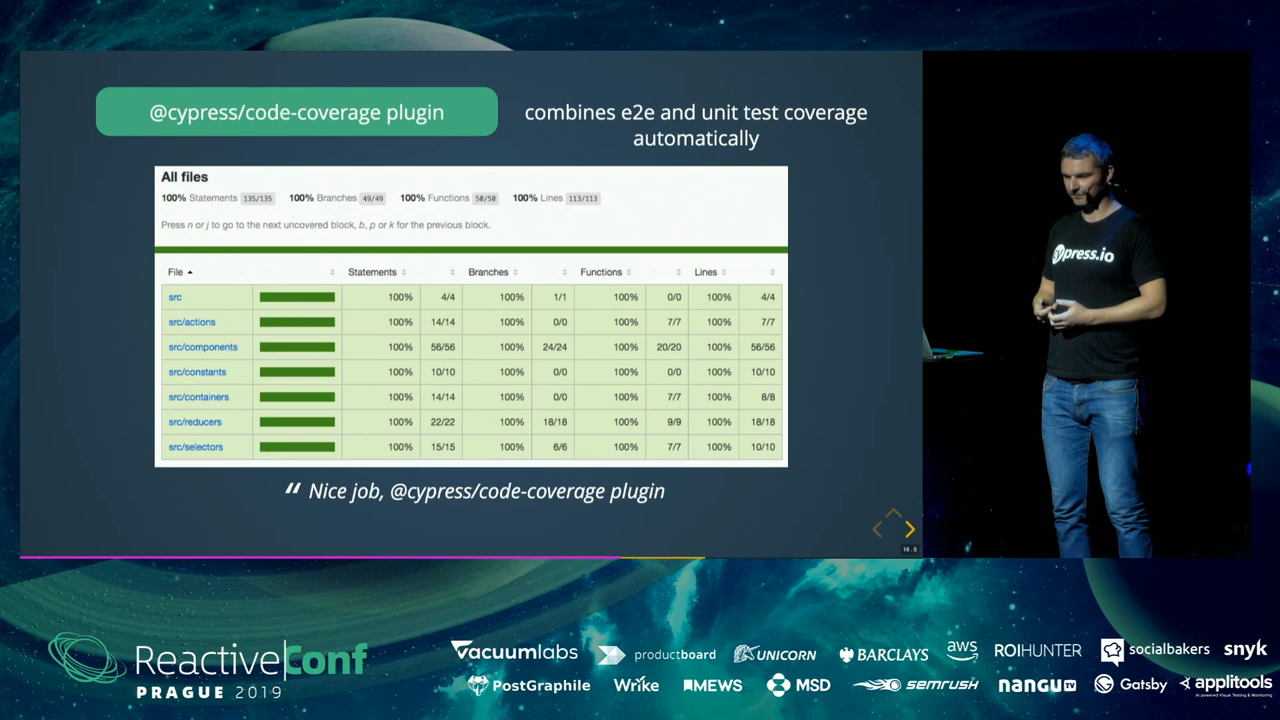 @cypress/code-coverage plugin
combines e2e and unit test coverage
automatically
All files
100% Statements 135/135 100% Branches 49/49 100% Functions 50/50 100% Lines 113/113
Press n or j to go to the next uncovered block, b, p or k for the previous block.
File Statements Branches Functions Lines
src 100% 4/4 100% 1/1 100% 0/0 100% 4/4
src/actions 100% 14/14 100% 0/0 100% 7/7 100% 7/7
src/components 100% 56/56 100% 24/24 100% 20/20 100% 56/56
src/constants 100% 10/10 100% 0/0 100% 0/0 100% 10/10
src/containers 100% 14/14 100% 0/0 100% 7/7 100% 8/8
src/reducers 100% 22/22 100% 18/18 100% 9/9 100% 18/18
src/selectors 100% 15/15 100% 6/6 100% 7/7 100% 10/10
“ Nice job, @cypress/code-coverage plugin
cypress.io
ReactiveConf
PRAGUE 2019
vacuumlabs productboard UNICORN BARCLAYS aws ROIHUNTER socialbakers snyk
PostGraphile Wrike MEWS MSD semrush nangu tv Gatsby applitools
AI powered Visual Testing & Monitoring